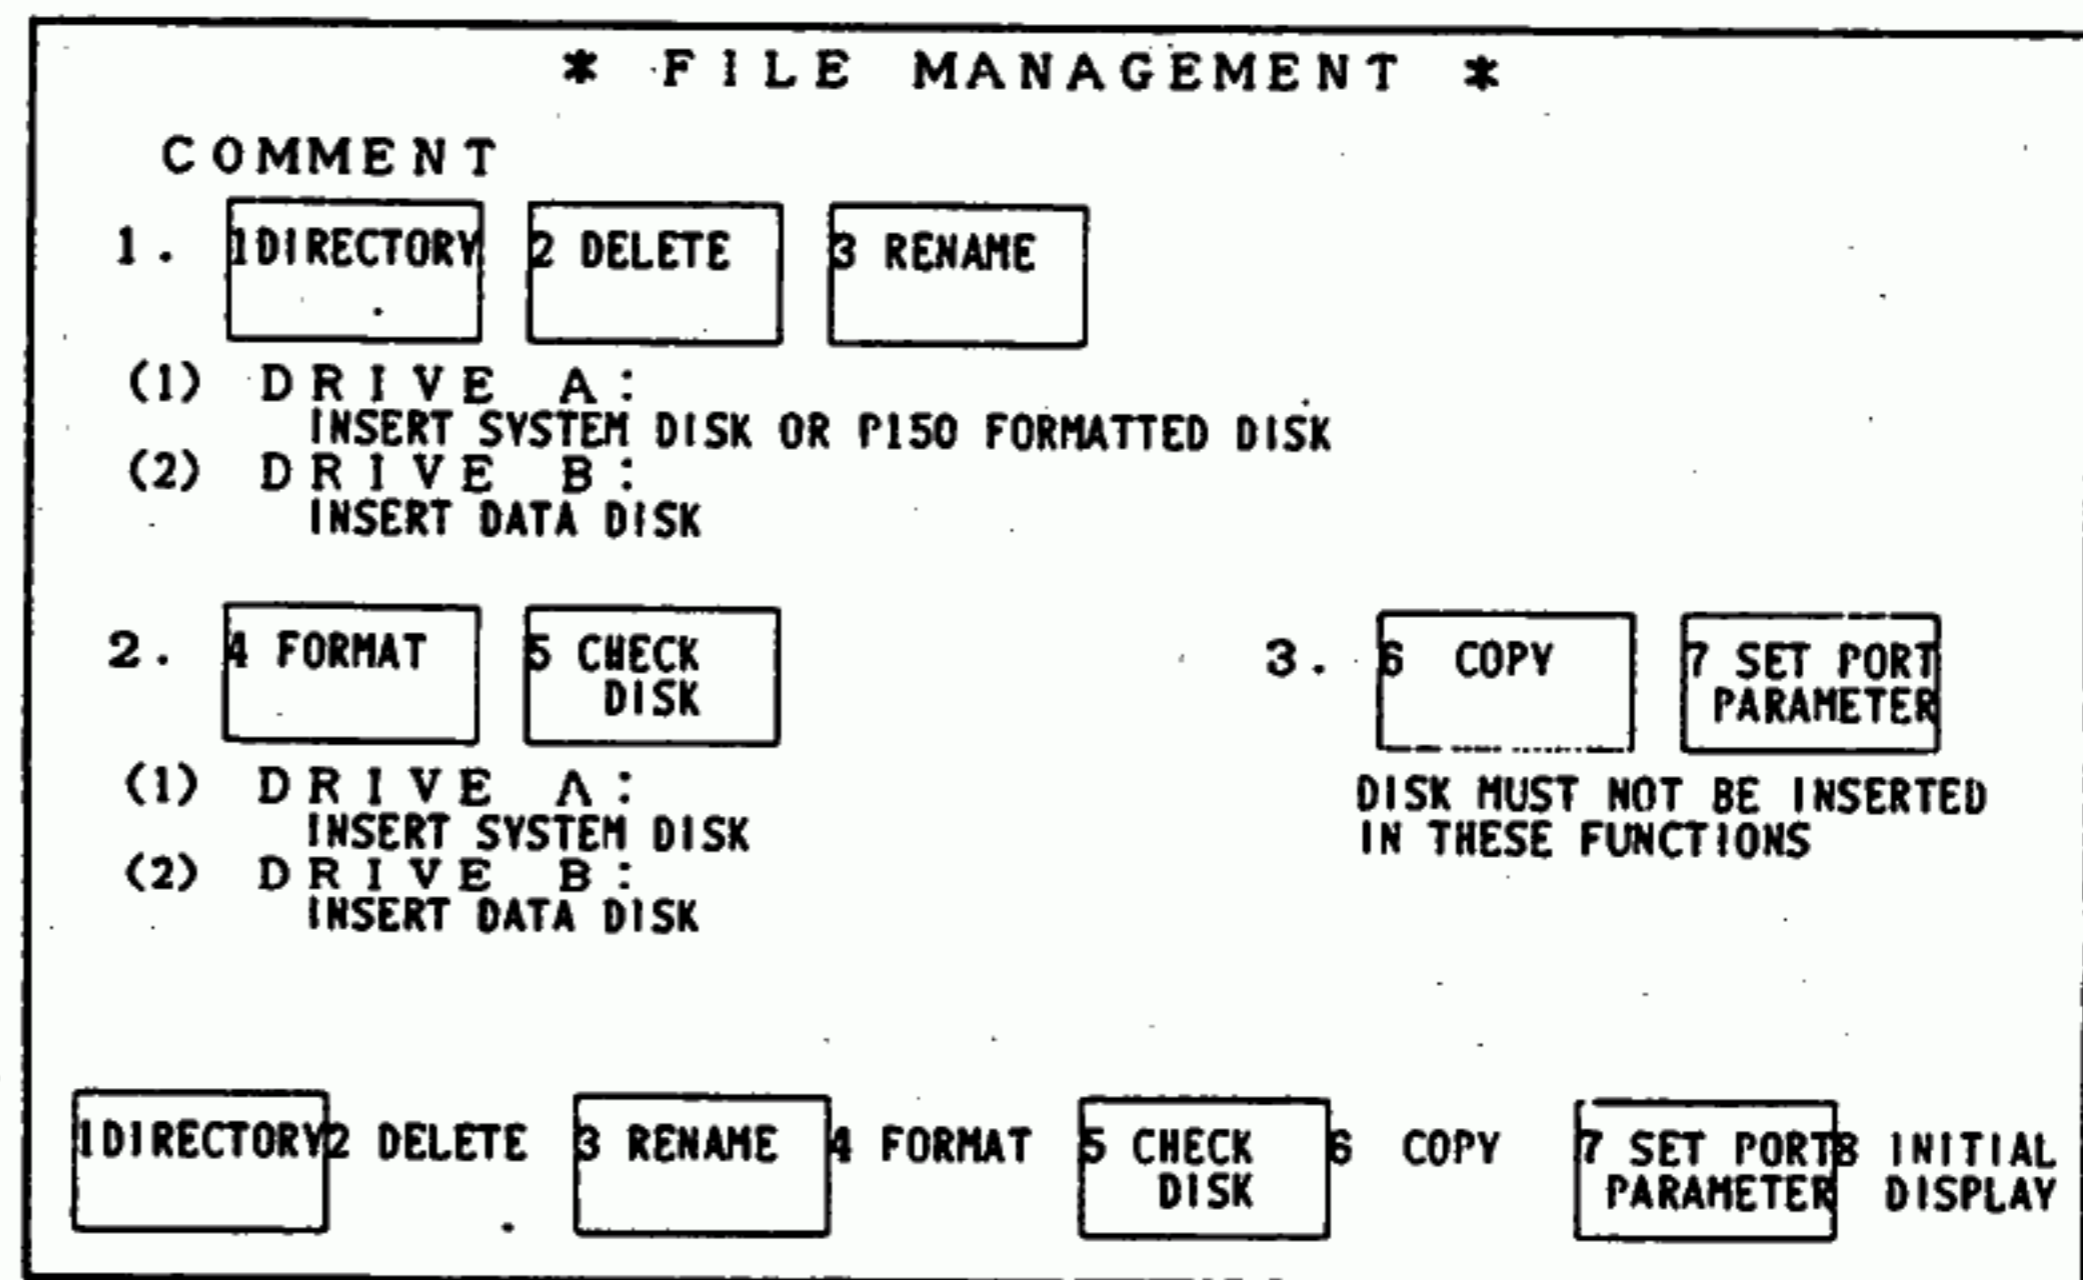 * FILE MANAGEMENT *
COMMENT
1. 1DIRECTORY 2 DELETE 3 RENAME
(1) DRIVE A:
INSERT SYSTEM DISK OR P150 FORMATTED DISK
(2) DRIVE B:
INSERT DATA DISK
2. 4 FORMAT 5 CHECK
DISK
(1) DRIVE A:
INSERT SYSTEM DISK
(2) DRIVE B:
INSERT DATA DISK
3. 6 COPY 7 SET PORT
PARAMETER
DISK MUST NOT BE INSERTED
IN THESE FUNCTIONS
1DIRECTORY 2 DELETE 3 RENAME 4 FORMAT 5 CHECK 6 COPY 7 SET PORT 8 INITIAL
DISK PARAMETER DISPLAY